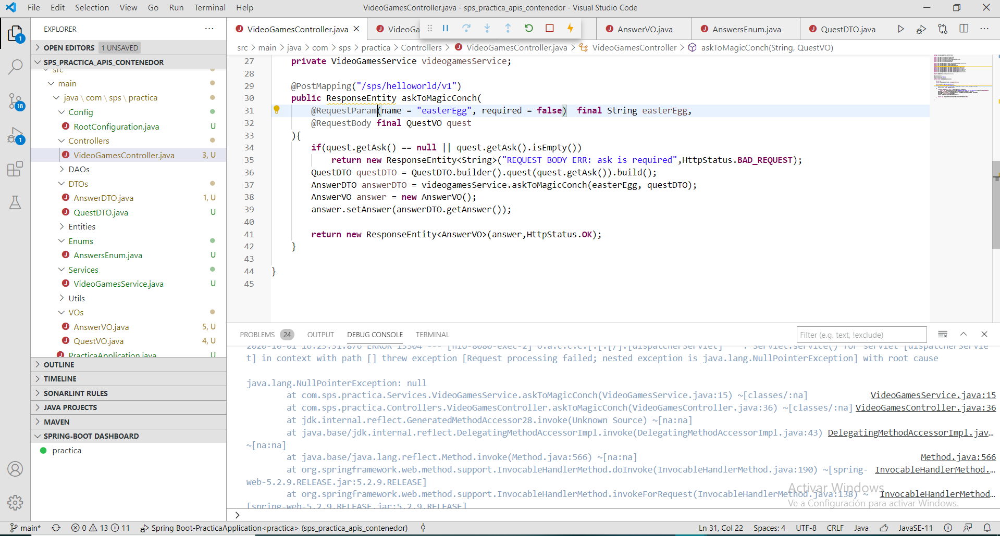 File Edit Selection View Go Run Terminal Help
VideoGamesController.java - sps_practica_apis_contenedor - Visual Studio Code
EXPLORER
OPEN EDITORS 1 UNSAVED
SPS_PRACTICA_APIS_CONTENEDOR
src
main
java \ com \ sps \ practica
Config
RootConfiguration.java U
Controllers
VideoGamesController.java 3, U
DAOs
DTOs
AnswerDTO.java 1, U
QuestDTO.java U
Entities
Enums
AnswersEnum.java U
Services
VideoGamesService.java U
Utils
VOs
AnswerVO.java 5, U
QuestVO.java 4, U
PracticaApplication.java U
OUTLINE
TIMELINE
SONARLINT RULES
JAVA PROJECTS
MAVEN
SPRING-BOOT DASHBOARD
practica
1
18
1
VideoGamesController.java VideoGa AnswerVO.java AnswersEnum.java QuestDTO.java
src > main > java > com > sps > practica > Controllers > VideoGamesController.java > VideoGamesController > askToMagicConch(String, QuestVO)
27 private VideoGamesService videogamesService;
28
29 @PostMapping("/sps/helloworld/v1")
30 public ResponseEntity askToMagicConch(
31 @RequestParam(name = "easterEgg", required = false) final String easterEgg,
32 @RequestBody final QuestVO quest
33 ){
34 if(quest.getAsk() == null || quest.getAsk().isEmpty())
35 return new ResponseEntity<String>("REQUEST BODY ERR: ask is required",HttpStatus.BAD_REQUEST);
36 QuestDTO questDTO = QuestDTO.builder().quest(quest.getAsk()).build();
37 AnswerDTO answerDTO = videogamesService.askToMagicConch(easterEgg, questDTO);
38 AnswerVO answer = new AnswerVO();
39 answer.setAnswer(answerDTO.getAnswer());
40
41 return new ResponseEntity<AnswerVO>(answer,HttpStatus.OK);
42 }
43
44 }
45
PROBLEMS 24 OUTPUT DEBUG CONSOLE TERMINAL Filter (e.g. text, !exclude)
2020-10-01 16:25:31.876 ERROR 13504 --- [nio-8080-exec-2] o.a.c.c.C.[.[.[/].[dispatcherServlet] : Servlet.service() for servlet [dispatcherServle
t] in context with path [] threw exception [Request processing failed; nested exception is java.lang.NullPointerException] with root cause
java.lang.NullPointerException: null
at com.sps.practica.Services.VideoGamesService.askToMagicConch(VideoGamesService.java:15) ~[classes/:na] VideoGamesService.java:15
at com.sps.practica.Controllers.VideoGamesController.askToMagicConch(VideoGamesController.java:36) ~[classes/:na] VideoGamesController.java:36
at jdk.internal.reflect.GeneratedMethodAccessor28.invoke(Unknown Source) ~[na:na]
at java.base/jdk.internal.reflect.DelegatingMethodAccessorImpl.invoke(DelegatingMethodAccessorImpl.java:43) DelegatingMethodAccessorImpl.jav…
~[na:na]
at java.base/java.lang.reflect.Method.invoke(Method.java:566) ~[na:na] Method.java:566
at org.springframework.web.method.support.InvocableHandlerMethod.doInvoke(InvocableHandlerMethod.java:190) ~[spring- InvocableHandlerMethod.…
web-5.2.9.RELEASE.jar:5.2.9.RELEASE]
at org.springframework.web.method.support.InvocableHandlerMethod.invokeForRequest(InvocableHandlerMethod.java:138) ~ InvocableHandlerMethod…
[spring-web-5.2.9.RELEASE.jar:5.2.9.RELEASE]
Activar Windows
Ve a Configuración para activar Windows.
main* 0 13 11 Spring Boot-PracticaApplication<practica> (sps_practica_apis_contenedor) Ln 31, Col 22 Spaces: 4 UTF-8 CRLF Java JavaSE-11